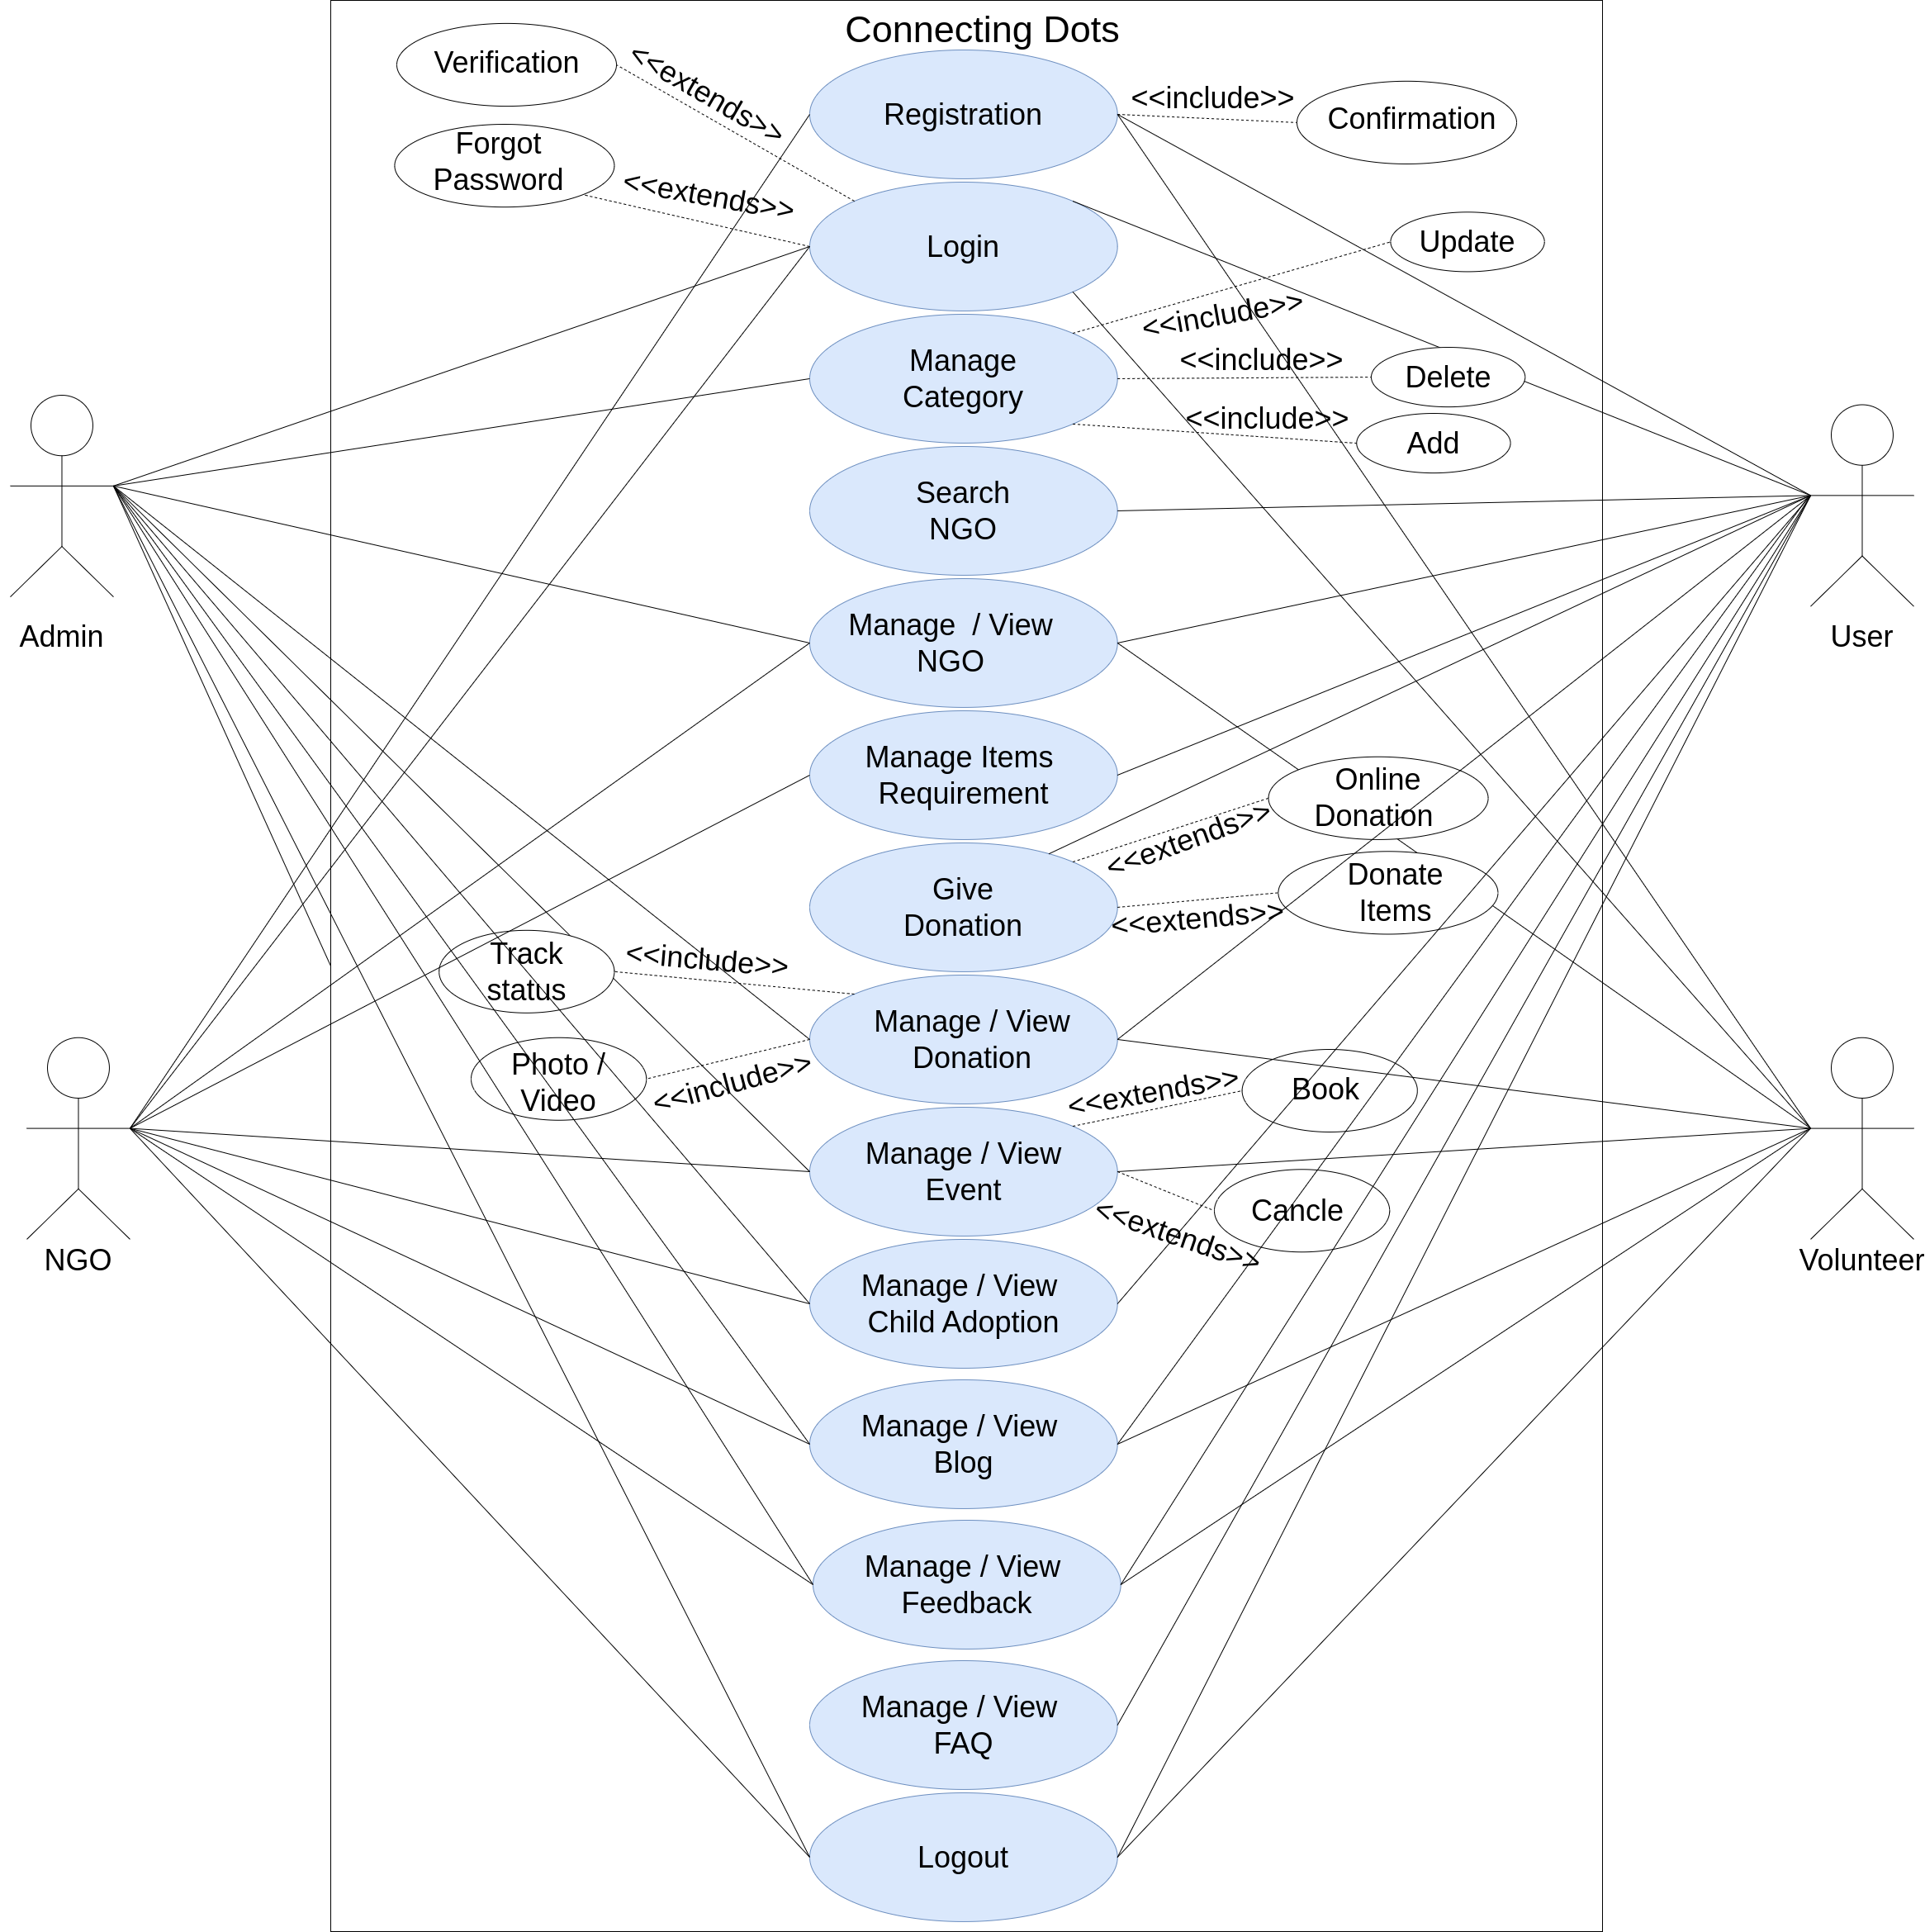 Connecting Dots
Verification
<<extends>>
Registration
<<include>>
Confirmation
Forgot
Password
<<extends>>
Login
Update
<<include>>
Manage
Category
<<include>>
Delete
<<include>>
Add
Search
NGO
Admin
User
Manage / View
NGO
Manage Items
Requirement
Online
Donation
<<extends>>
Give
Donation
Donate
Items
<<extends>>
Track
status
<<include>>
Manage / View
Donation
Photo /
Video
<<include>>
<<extends>>
Book
Manage / View
Event
<<extends>>
Cancle
NGO
Volunteer
Manage / View
Child Adoption
Manage / View
Blog
Manage / View
Feedback
Manage / View
FAQ
Logout